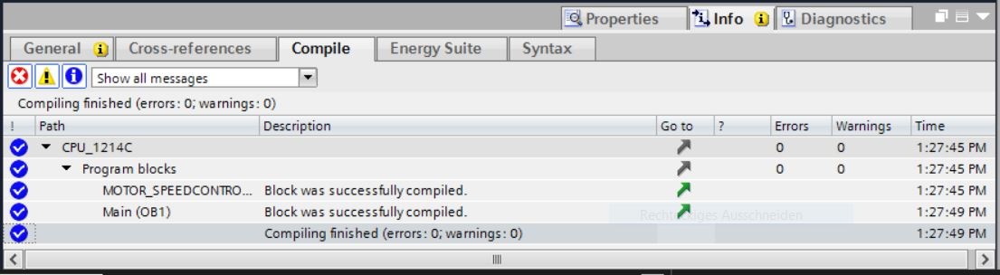 Properties Info Diagnostics
General Cross-references Compile Energy Suite Syntax
Show all messages
Compiling finished (errors: 0; warnings: 0)
! Path Description Go to ? Errors Warnings Time
CPU_1214C 0 0 1:27:45 PM
Program blocks 0 0 1:27:45 PM
MOTOR_SPEEDCONTRO... Block was successfully compiled. 1:27:45 PM
Main (OB1) Block was successfully compiled. 1:27:49 PM
Rechteckiges Ausschneiden
Compiling finished (errors: 0; warnings: 0) 1:27:49 PM